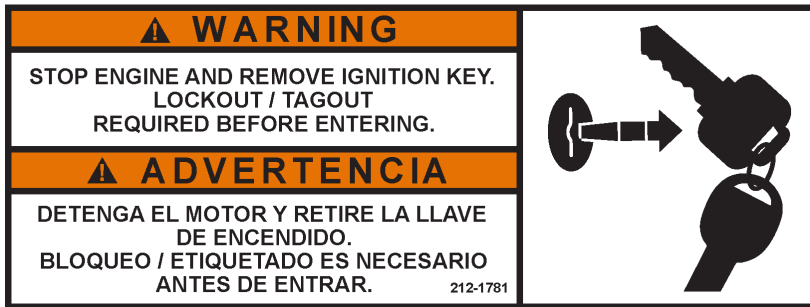 WARNING
STOP ENGINE AND REMOVE IGNITION KEY.
LOCKOUT / TAGOUT
REQUIRED BEFORE ENTERING.
ADVERTENCIA
DETENGA EL MOTOR Y RETIRE LA LLAVE
DE ENCENDIDO.
BLOQUEO / ETIQUETADO ES NECESARIO
ANTES DE ENTRAR.
212-1781